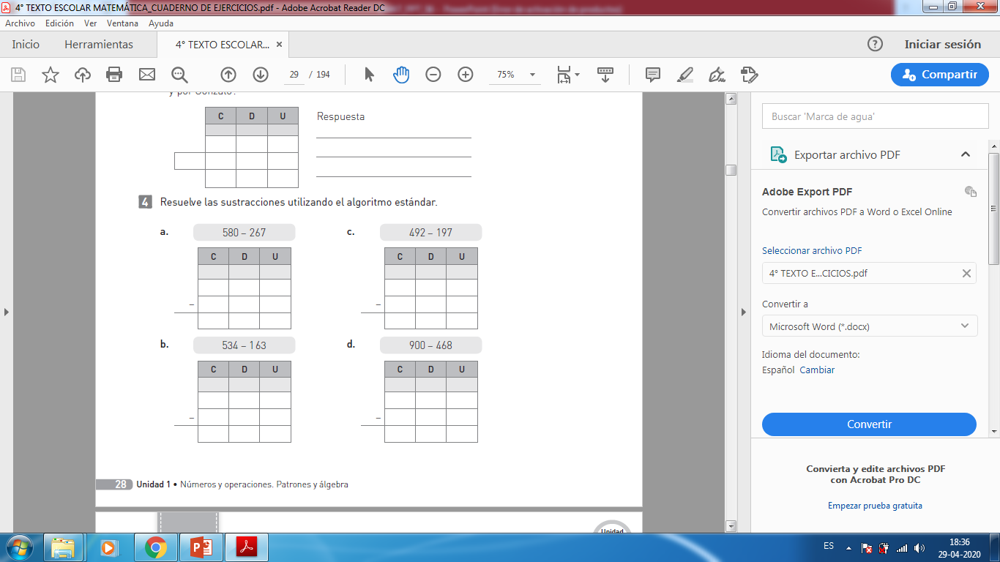 4° TEXTO ESCOLAR MATEMÁTICA_CUADERNO DE EJERCICIOS.pdf - Adobe Acrobat Reader DC
Archivo Edición Ver Ventana Ayuda
Inicio Herramientas 4° TEXTO ESCOLAR... × Iniciar sesión
29 / 194 75% Compartir
y por Gonzalo?
C D U Respuesta
4 Resuelve las sustracciones utilizando el algoritmo estándar.
a. 580 – 267 c. 492 – 197
C D U C D U
– –
b. 534 – 163 d. 900 – 468
C D U C D U
– –
28 Unidad 1 • Números y operaciones. Patrones y álgebra
Unidad
Buscar 'Marca de agua'
Exportar archivo PDF
Adobe Export PDF
Convertir archivos PDF a Word o Excel Online
Seleccionar archivo PDF
4° TEXTO E...CICIOS.pdf
Convertir a
Microsoft Word (*.docx)
Idioma del documento:
Español Cambiar
Convertir
Convierta y edite archivos PDF
con Acrobat Pro DC
Empezar prueba gratuita
ES 18:36
29-04-2020